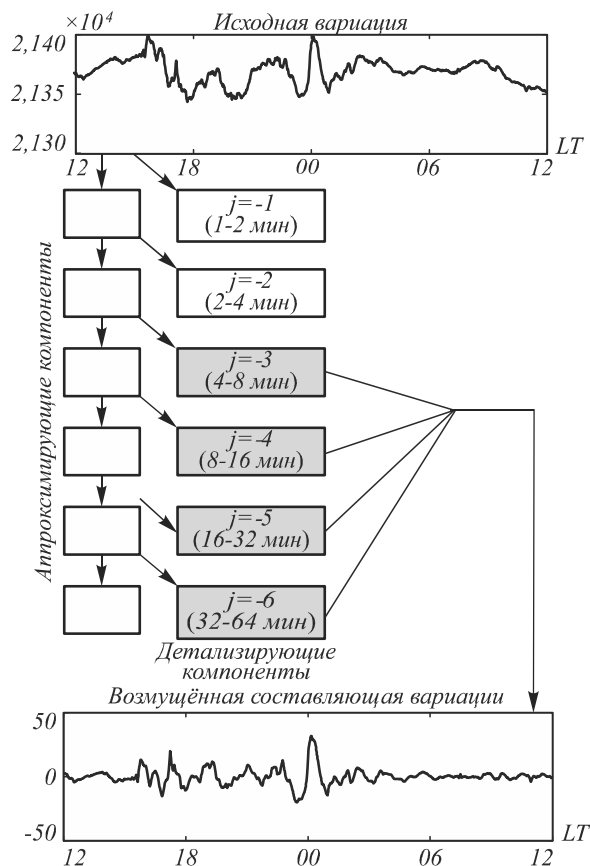 Исходная вариация
×10⁴
2,140
2,135
2,130
12 18 00 06 12
LT
Аппроксимирующие компоненты
j=-1
(1-2 мин)
j=-2
(2-4 мин)
j=-3
(4-8 мин)
j=-4
(8-16 мин)
j=-5
(16-32 мин)
j=-6
(32-64 мин)
Детализирующие
компоненты
Возмущённая составляющая вариации
50
0
-50
12 18 00 06 12
LT